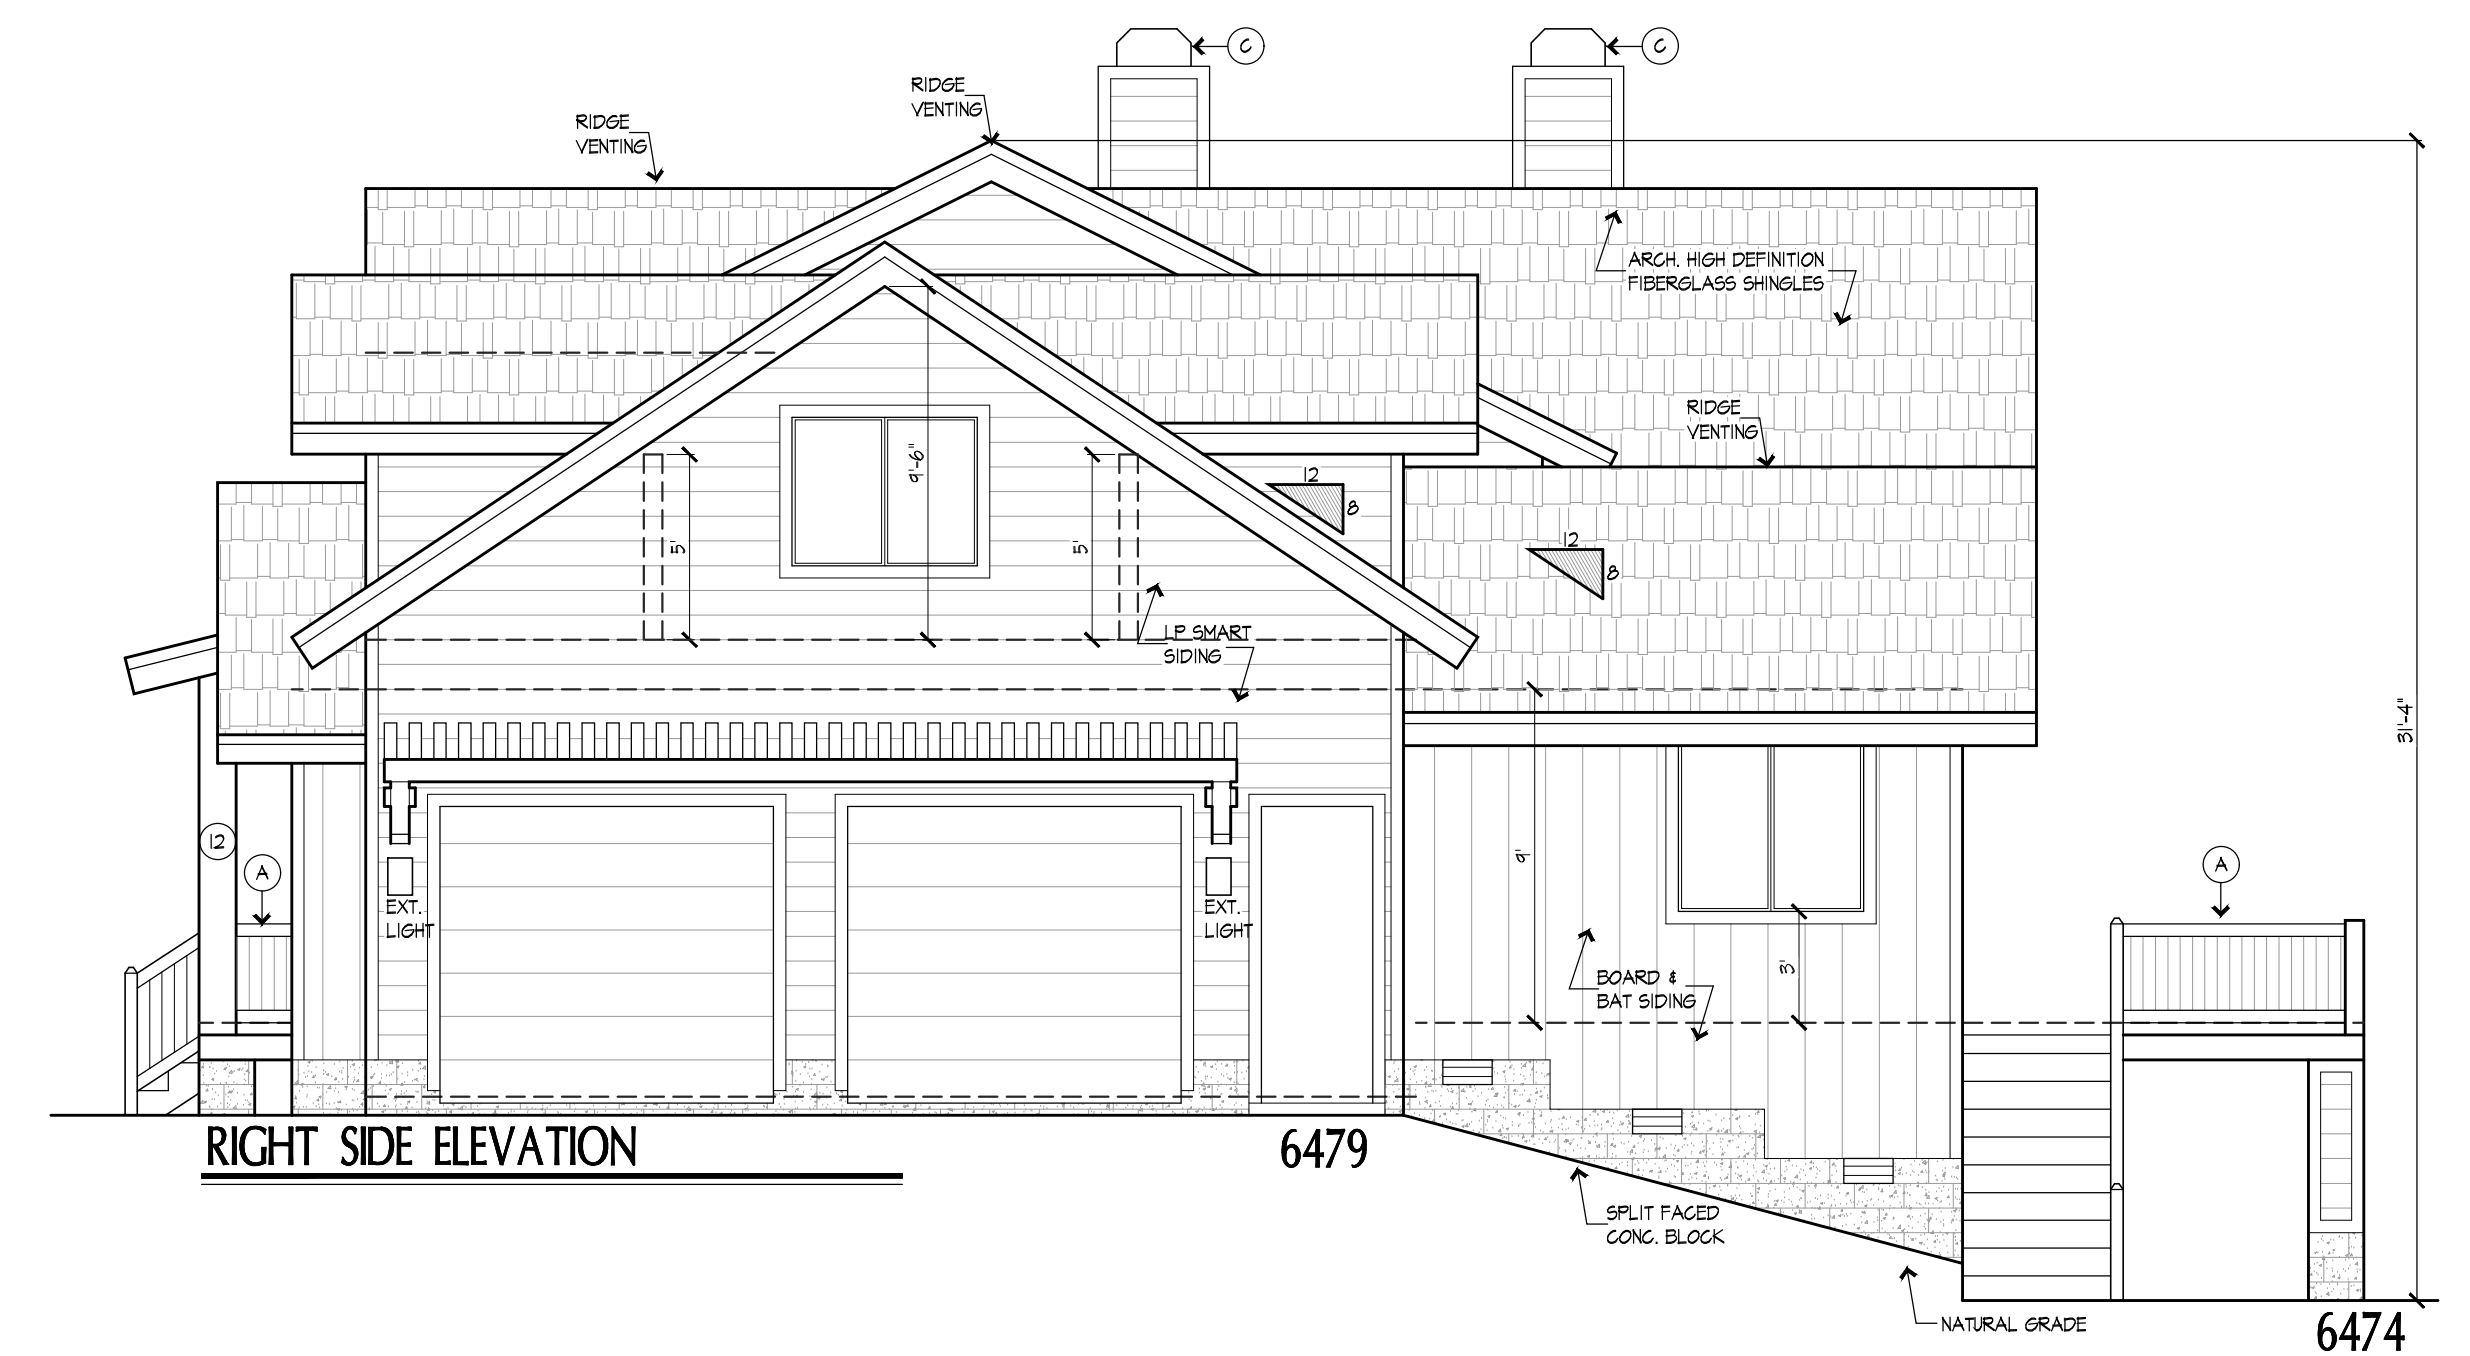 C
C
RIDGE
VENTING
RIDGE
VENTING
ARCH. HIGH DEFINITION
FIBERGLASS SHINGLES
RIDGE
VENTING
9'-6"
12
8
12
8
5'
5'
LP SMART
SIDING
31'-4"
12
A
9'
A
EXT.
LIGHT
EXT.
LIGHT
3'
BOARD &
BAT SIDING
RIGHT SIDE ELEVATION
6479
SPLIT FACED
CONC. BLOCK
NATURAL GRADE
6474